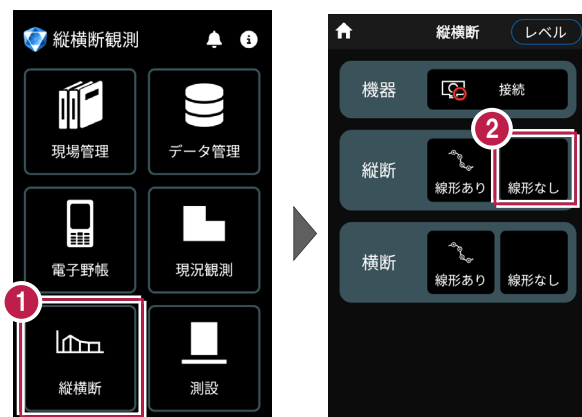 縦横断観測
現場管理
データ管理
電子野帳
現況観測
1
縦横断
測設
縦横断
レベル
機器
接続
2
縦断
線形あり
線形なし
横断
線形あり
線形なし